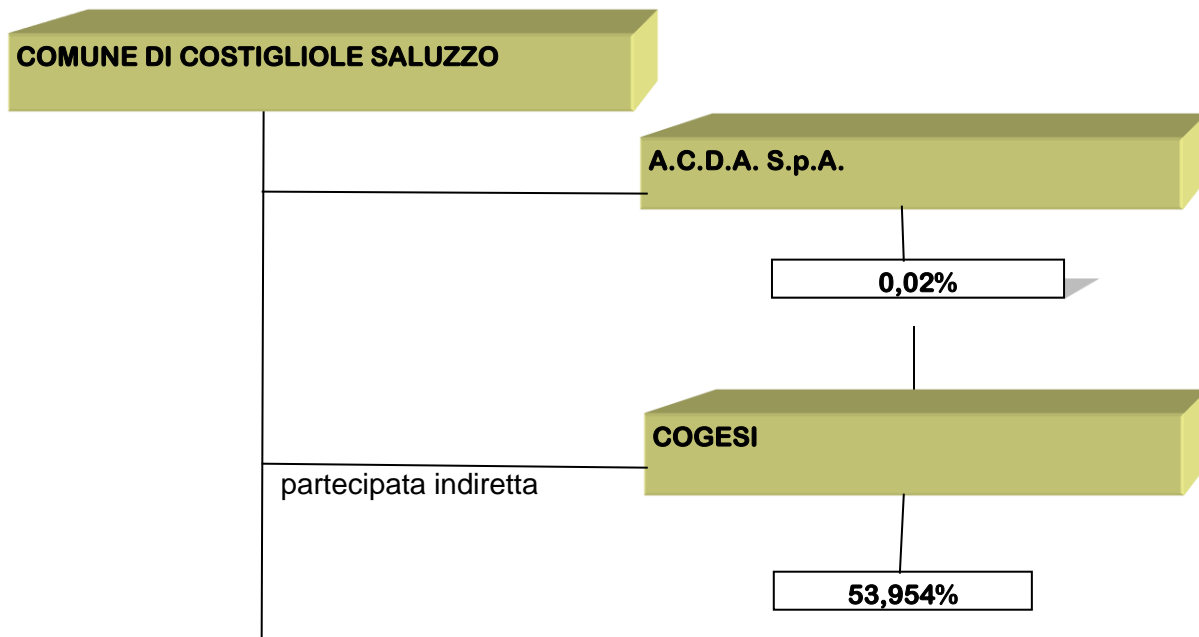 COMUNE DI COSTIGLIOLE SALUZZO
A.C.D.A. S.p.A.
0,02%
COGESI
partecipata indiretta
53,954%